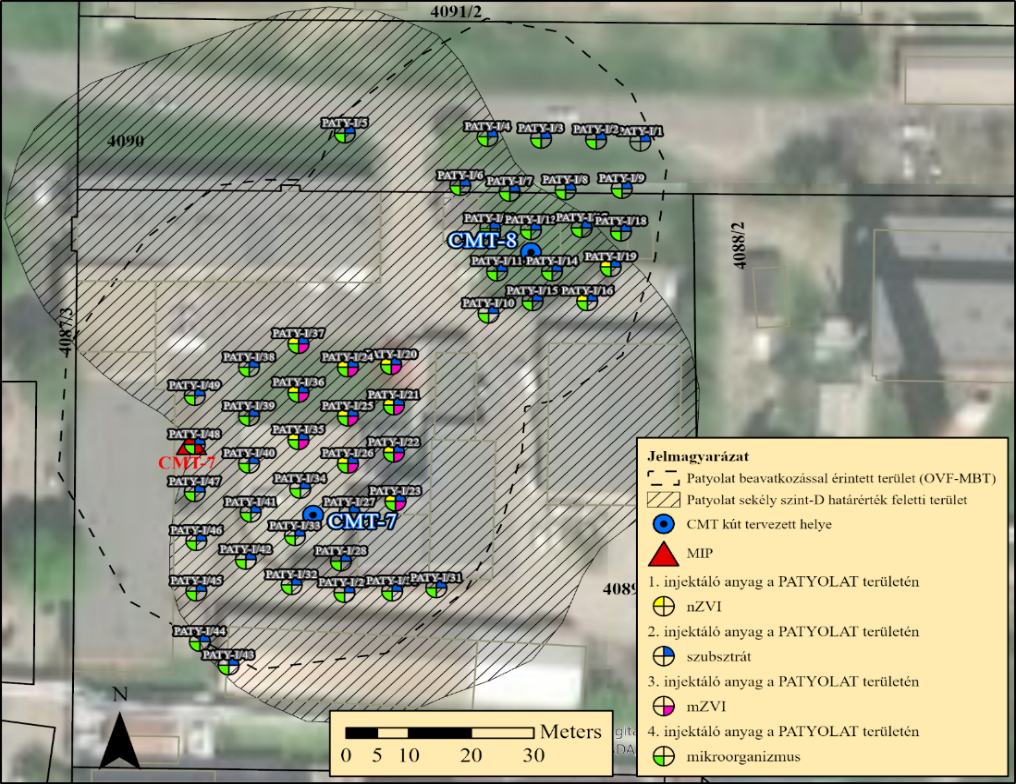 4091/2
PATY-I/5
PATY-I/4
PATY-I/3
PATY-I/2
PATY-I/1
4090
PATY-I/6
PATY-I/7
PATY-I/8
PATY-I/9
PATY-I/
PATY-I/18
4088/2
CMT-8
PATY-I/11
PATY-I/14
PATY-I/19
PATY-I/10
PATY-I/15
PATY-I/16
4087/3
PATY-I/37
PATY-I/38
PATY-I/24
PATY-I/20
PATY-I/49
PATY-I/36
PATY-I/21
PATY-I/39
PATY-I/25
PATY-I/48
PATY-I/35
PATY-I/22
CMT-7
PATY-I/40
PATY-I/26
PATY-I/47
PATY-I/34
PATY-I/23
PATY-I/41
PATY-I/27
CMT-7
PATY-I/46
PATY-I/33
PATY-I/42
PATY-I/28
PATY-I/45
PATY-I/32
PATY-I/2
PATY-I/31
4089
PATY-I/44
PATY-I/43
N
Meters
0 5 10 20 30
Jelmagyarázat
Patyolat beavatkozással érintett terület (OVF-MBT)
Patyolat sekély szint-D határérték feletti terület
CMT kút tervezett helye
MIP
1. injektáló anyag a PATYOLAT területén
nZVI
2. injektáló anyag a PATYOLAT területén
szubsztrát
3. injektáló anyag a PATYOLAT területén
mZVI
4. injektáló anyag a PATYOLAT területén
mikroorganizmus